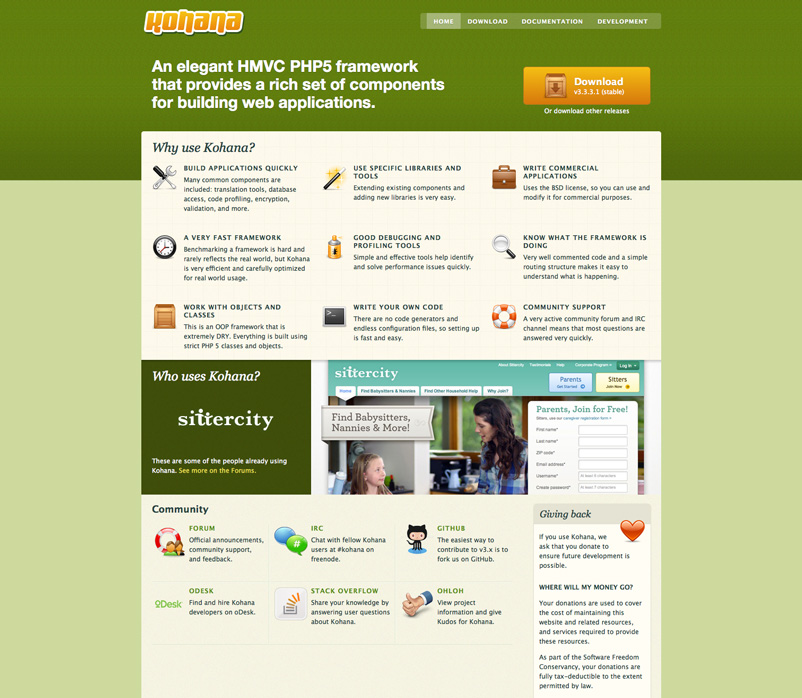 kohana
HOME DOWNLOAD DOCUMENTATION DEVELOPMENT
An elegant HMVC PHP5 framework
that provides a rich set of components
for building web applications.
Download
v3.3.3.1 (stable)
Or download other releases
Why use Kohana?
BUILD APPLICATIONS QUICKLY
Many common components are
included: translation tools, database
access, code profiling, encryption,
validation, and more.
USE SPECIFIC LIBRARIES AND
TOOLS
Extending existing components and
adding new libraries is very easy.
WRITE COMMERCIAL
APPLICATIONS
Uses the BSD license, so you can use and
modify it for commercial purposes.
A VERY FAST FRAMEWORK
Benchmarking a framework is hard and
rarely reflects the real world, but Kohana
is very efficient and carefully optimized
for real world usage.
GOOD DEBUGGING AND
PROFILING TOOLS
Simple and effective tools help identify
and solve performance issues quickly.
KNOW WHAT THE FRAMEWORK IS
DOING
Very well commented code and a simple
routing structure makes it easy to
understand what is happening.
WORK WITH OBJECTS AND
CLASSES
This is an OOP framework that is
extremely DRY. Everything is built using
strict PHP 5 classes and objects.
>_
WRITE YOUR OWN CODE
There are no code generators and
endless configuration files, so setting up
is fast and easy.
COMMUNITY SUPPORT
A very active community forum and IRC
channel means that most questions are
answered very quickly.
Who uses Kohana?
sittercity
These are some of the people already using
Kohana. See more on the Forums.
About Sittercity Testimonials Help Corporate Program Log In
sittercity
Parents
Get Started
Sitters
Join Now
Home Find Babysitters & Nannies Find Other Household Help Why Join?
Find Babysitters,
Nannies & More!
Parents, Join for Free!
Sitters, use our caregiver registration form »
First name*
Last name*
ZIP code*
Email address*
Username* At least 5 characters
Create password* At least 7 characters
Community
FORUM
Official announcements,
community support,
and feedback.
#
IRC
Chat with fellow Kohana
users at #kohana on
freenode.
GITHUB
The easiest way to
contribute to v3.x is to
fork us on GitHub.
oDesk
ODESK
Find and hire Kohana
developers on oDesk.
STACK OVERFLOW
Share your knowledge by
answering user questions
about Kohana.
OHLOH
View project
information and give
Kudos for Kohana.
Giving back
If you use Kohana, we
ask that you donate to
ensure future development is
possible.
WHERE WILL MY MONEY GO?
Your donations are used to cover
the cost of maintaining this
website and related resources,
and services required to provide
these resources.
As part of the Software Freedom
Conservancy, your donations are
fully tax-deductible to the extent
permitted by law.